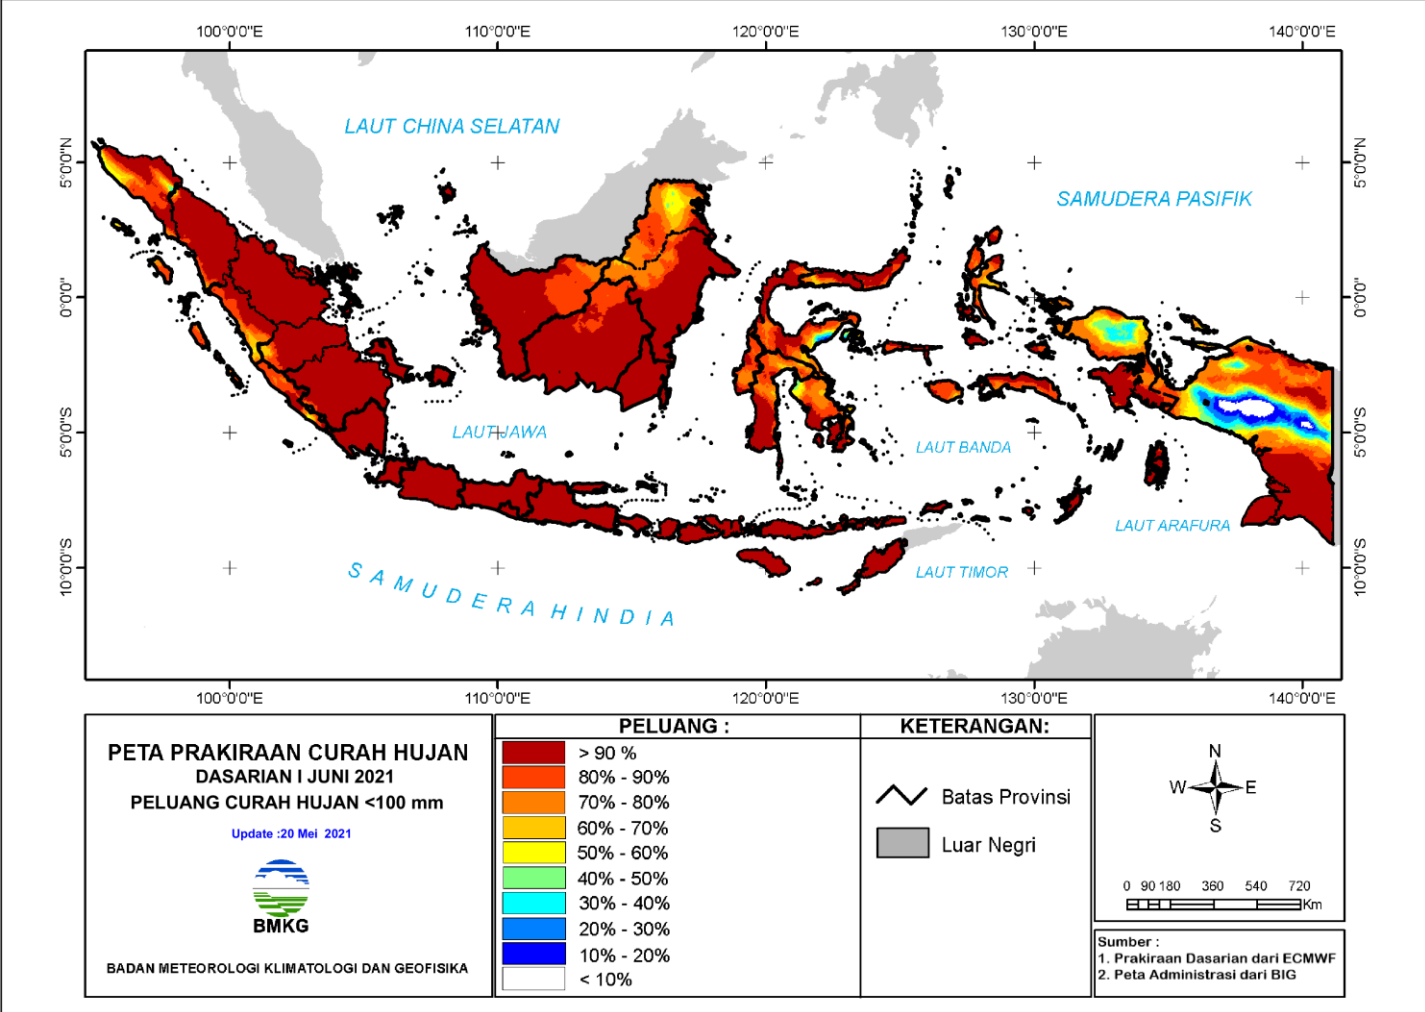 100°0'0"E 110°0'0"E 120°0'0"E 130°0'0"E 140°0'0"E
LAUT CHINA SELATAN
5°0'0"N
5°0'0"N
SAMUDERA PASIFIK
0°0'0"
0°0'0"
LAUT JAWA
LAUT BANDA
5°0'0"S
5°0'0"S
LAUT ARAFURA
LAUT TIMOR
10°0'0"S
10°0'0"S
SAMUDERA HINDIA
100°0'0"E 110°0'0"E 120°0'0"E 130°0'0"E 140°0'0"E
PETA PRAKIRAAN CURAH HUJAN
DASARIAN I JUNI 2021
PELUANG CURAH HUJAN <100 mm
Update :20 Mei 2021
BMKG
BADAN METEOROLOGI KLIMATOLOGI DAN GEOFISIKA
PELUANG :
> 90 %
80% - 90%
70% - 80%
60% - 70%
50% - 60%
40% - 50%
30% - 40%
20% - 30%
10% - 20%
< 10%
KETERANGAN:
Batas Provinsi
Luar Negri
N
W E
S
0 90 180 360 540 720
Km
Sumber :
1. Prakiraan Dasarian dari ECMWF
2. Peta Administrasi dari BIG